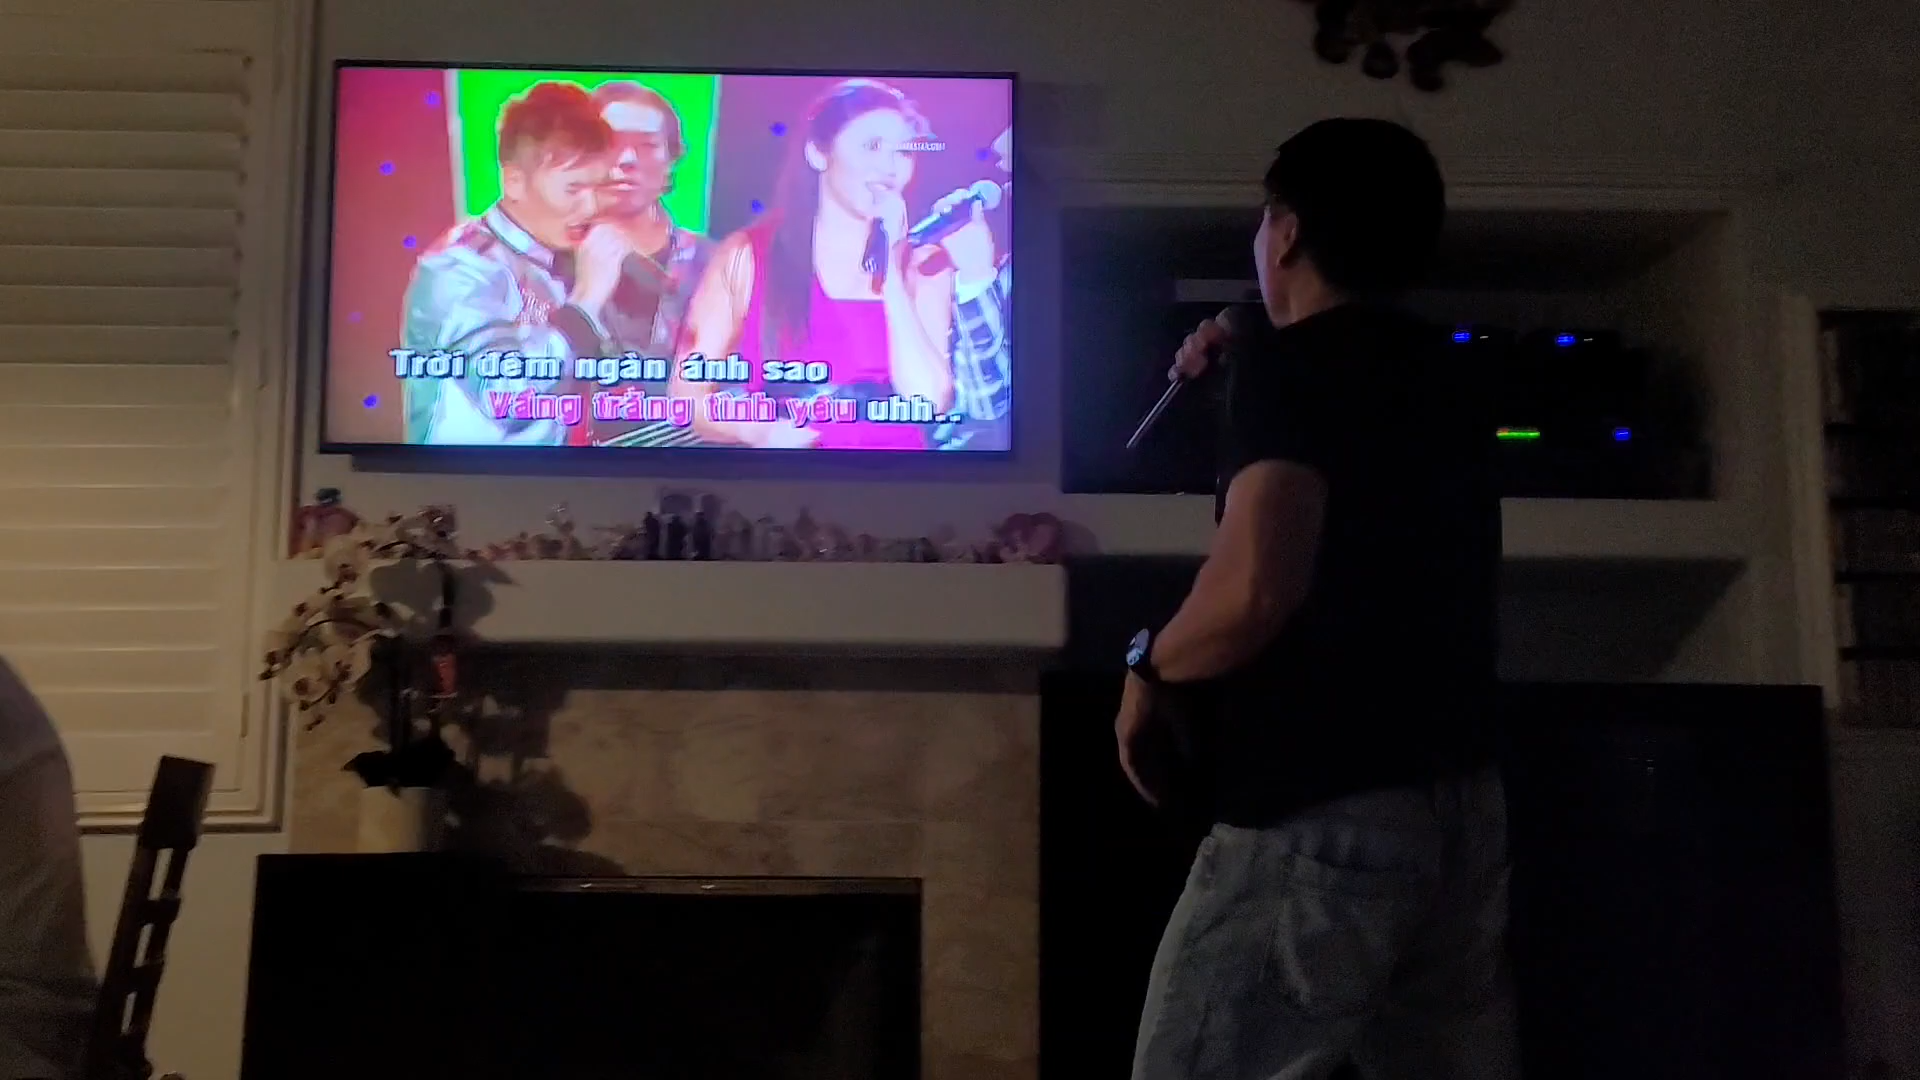 Trời đêm ngàn ánh sao
Vầng trăng tình yêu uhh...